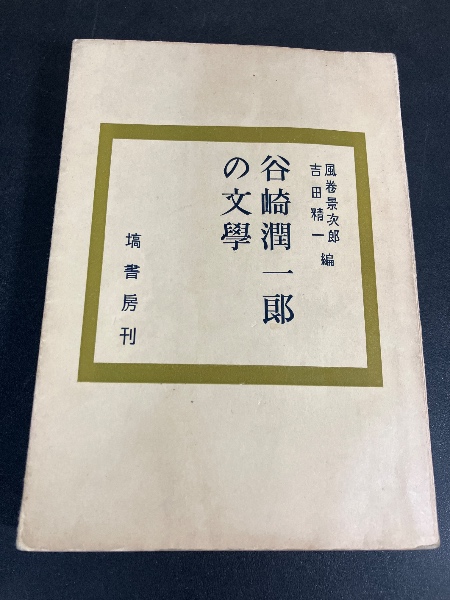 風卷景次郎
吉田精一
編
谷崎潤一郎
の文學
塙書房刊